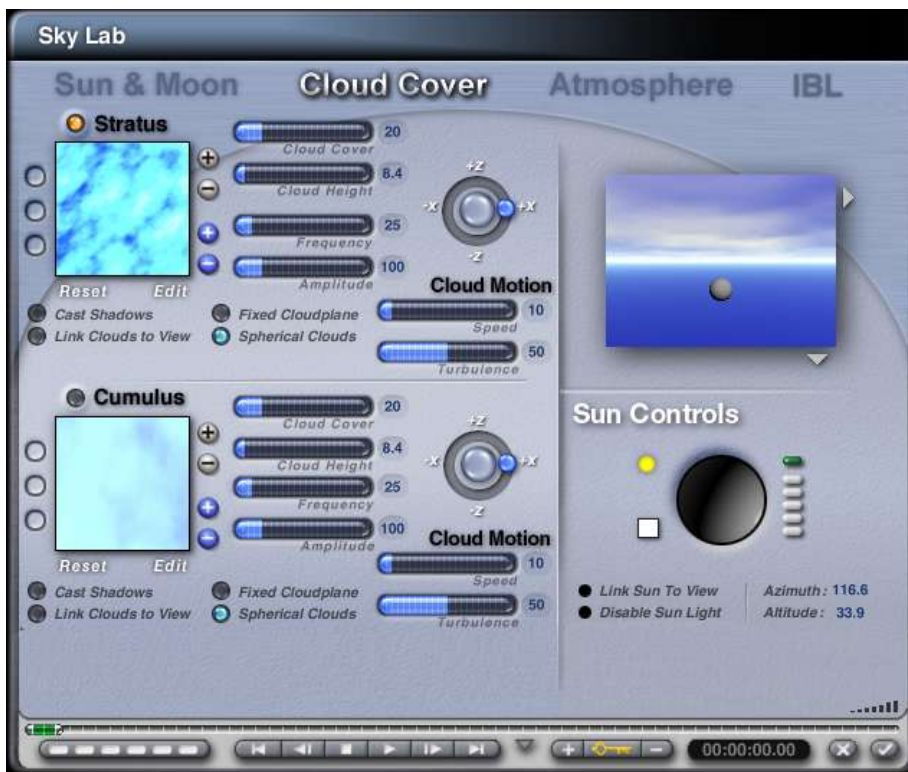 Sky Lab
Sun & Moon Cloud Cover Atmosphere IBL
Stratus
Cloud Cover 20
Cloud Height 8.4
Frequency 25
Amplitude 100
+Z
-X +X
-Z
Reset Edit
Cast Shadows
Link Clouds to View
Fixed Cloudplane
Spherical Clouds
Cloud Motion
Speed 10
Turbulence 50
Cumulus
Cloud Cover 20
Cloud Height 8.4
Frequency 25
Amplitude 100
+Z
-X +X
-Z
Reset Edit
Cast Shadows
Link Clouds to View
Fixed Cloudplane
Spherical Clouds
Cloud Motion
Speed 10
Turbulence 50
Sun Controls
Link Sun To View
Disable Sun Light
Azimuth: 116.6
Altitude: 33.9
00:00:00.00